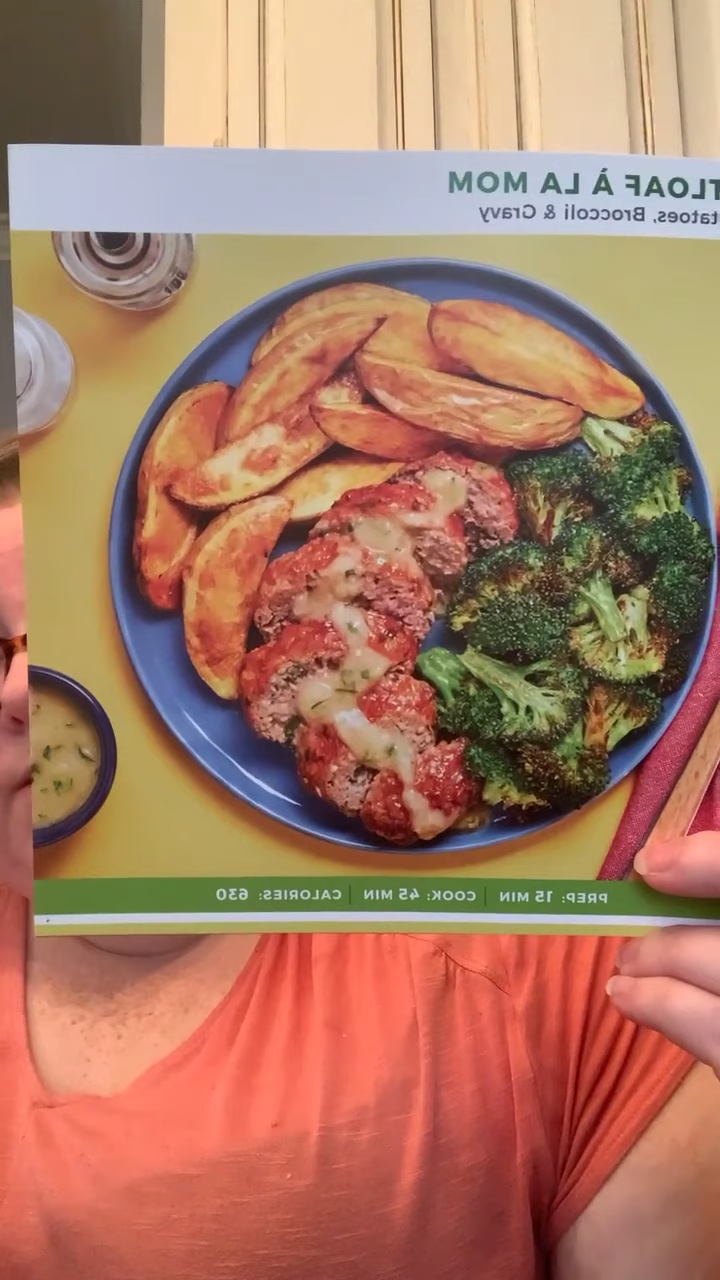 TLOAF À LA MOM
tatoes, Broccoli & Gravy
PREP: 15 MIN | COOK: 45 MIN | CALORIES: 630